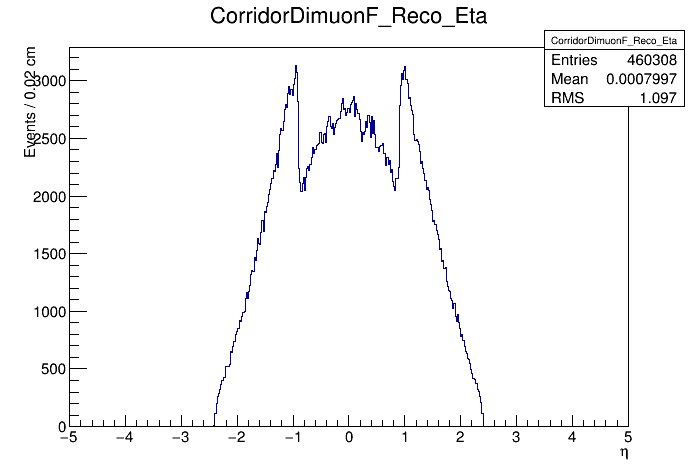 CorridorDimuonF_Reco_Eta
CorridorDimuonF_Reco_Eta
Entries 460308
Mean 0.0007997
RMS 1.097
Events / 0.02 cm
3000
2500
2000
1500
1000
500
0
−5 −4 −3 −2 −1 0 1 2 3 4 5
η